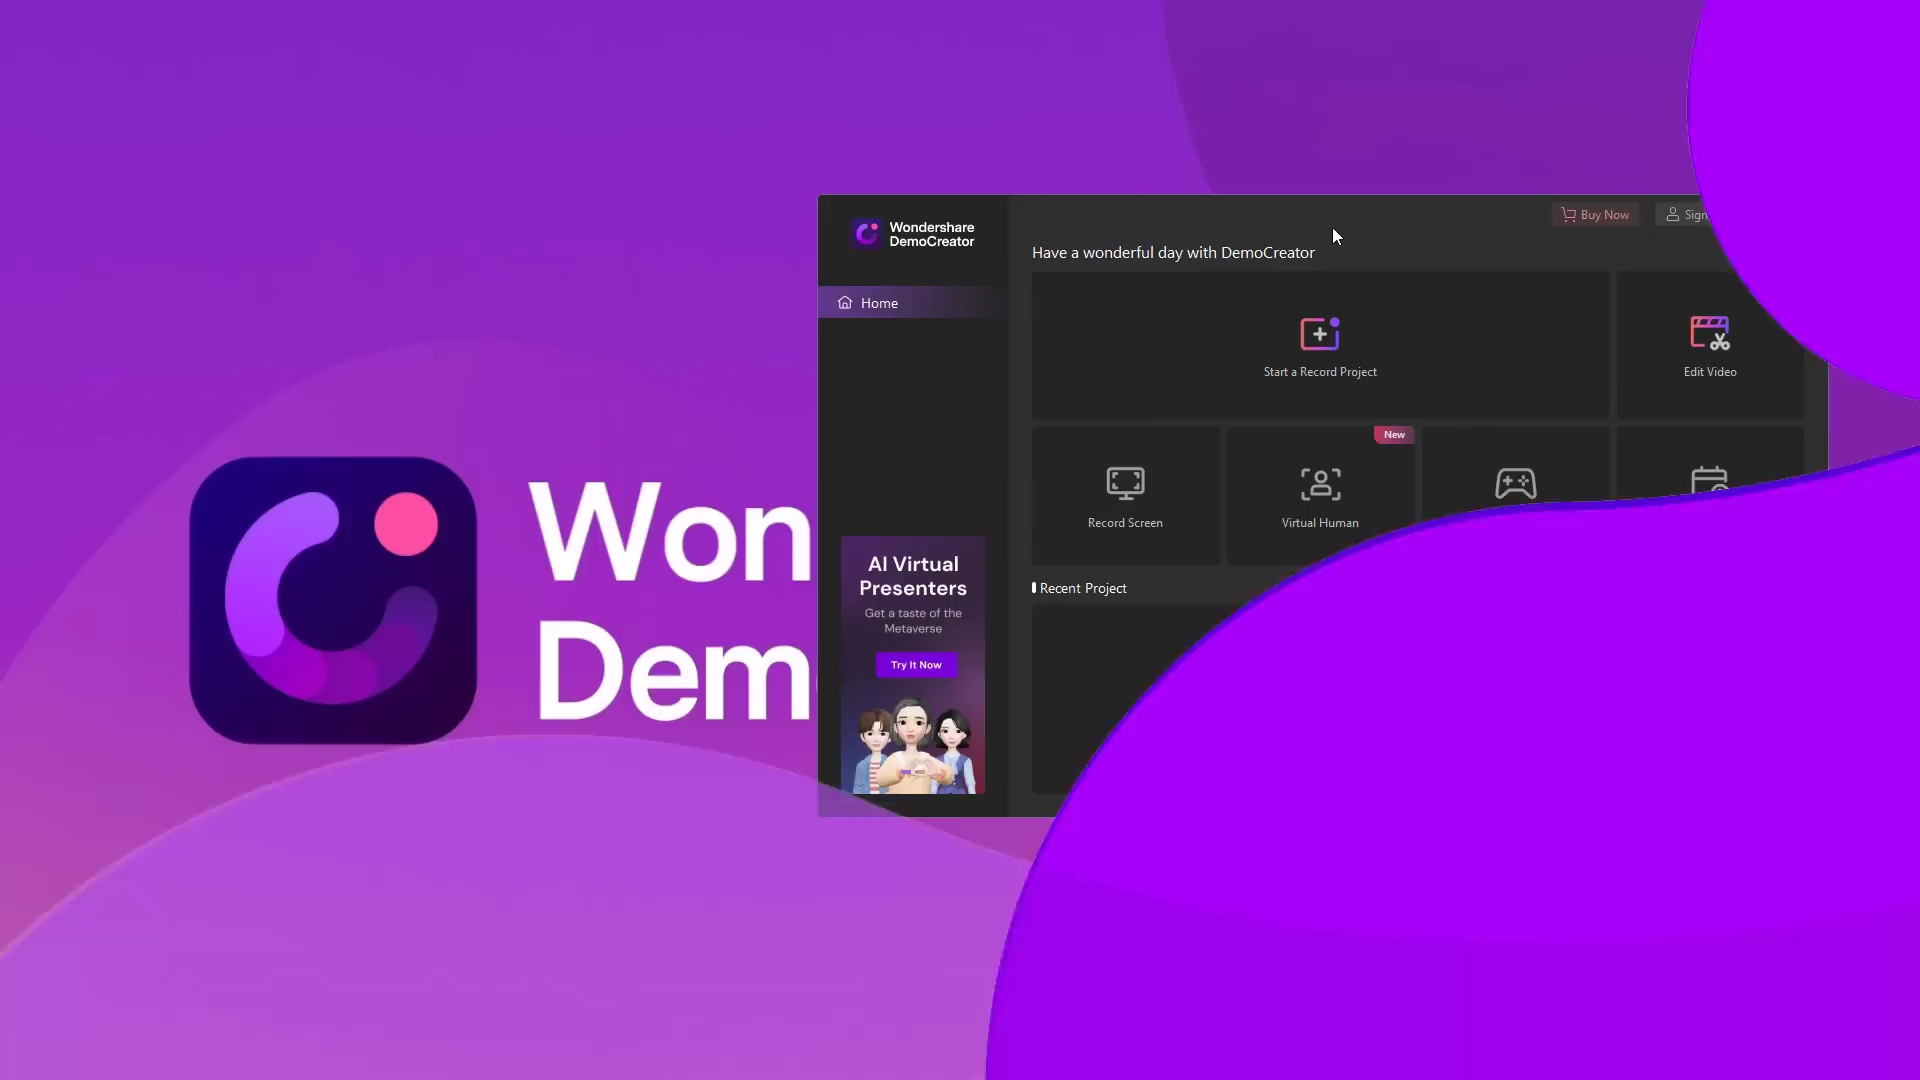 Won
Dem
Wondershare
DemoCreator
Home
AI Virtual
Presenters
Get a taste of the
Metaverse
Try It Now
Buy Now
Sign
Have a wonderful day with DemoCreator
Start a Record Project
Edit Video
New
Record Screen
Virtual Human
Recent Project